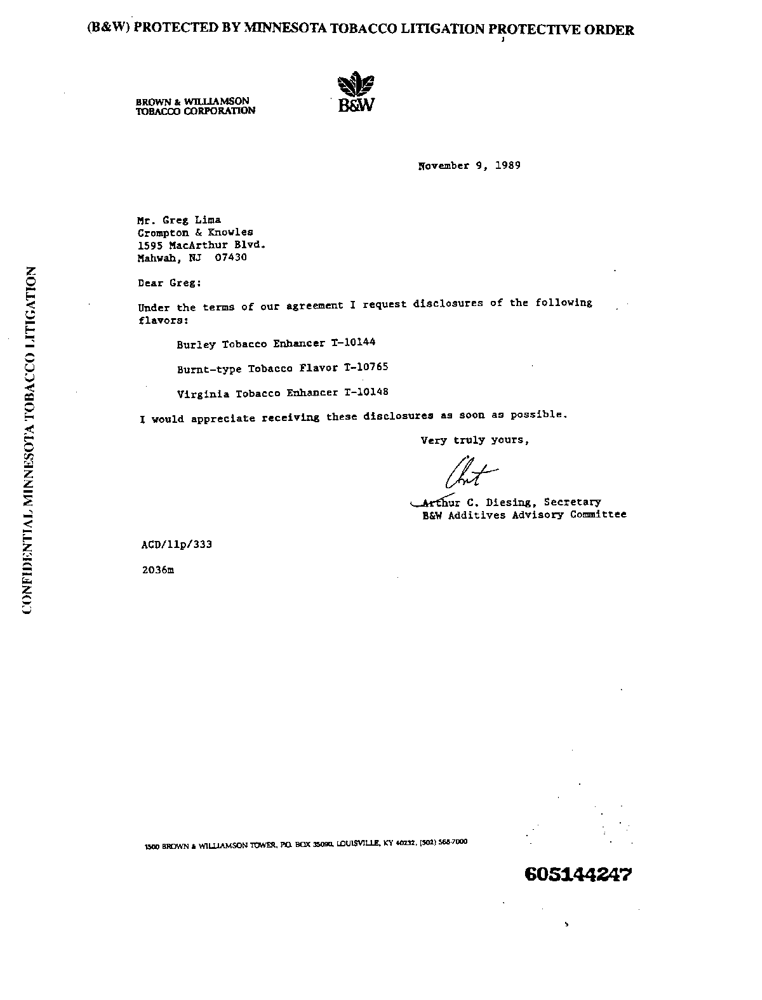 (B&W) PROTECTED BY MINNESOTA TOBACCO LITIGATION PROTECTIVE ORDER
BROWN & WILLIAMSON
TOBACCO CORPORATION
B&W
November 9, 1989
Mr. Greg Lima
Crompton & Knowles
1595 MacArthur Blvd.
Mahwah, NJ 07430
Dear Greg:
Under the terms of our agreement I request disclosures of the following
flavors:
Burley Tobacco Enhancer T-10144
Burnt-type Tobacco Flavor T-10765
Virginia Tobacco Enhancer T-10148
I would appreciate receiving these disclosures as soon as possible.
Very truly yours,
Arthur C. Diesing, Secretary
B&W Additives Advisory Committee
ACD/llp/333
2036m
1500 BROWN & WILLIAMSON TOWER, P.O. BOX 35090, LOUISVILLE, KY 40232, (502) 568-7000
605144247
CONFIDENTIAL MINNESOTA TOBACCO LITIGATION